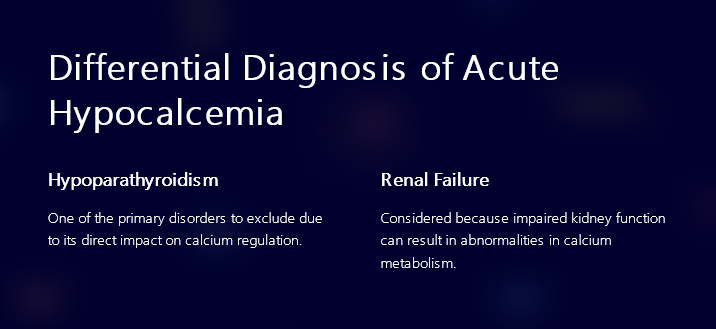 Differential Diagnosis of Acute
Hypocalcemia
Hypoparathyroidism
One of the primary disorders to exclude due
to its direct impact on calcium regulation.
Renal Failure
Considered because impaired kidney function
can result in abnormalities in calcium
metabolism.